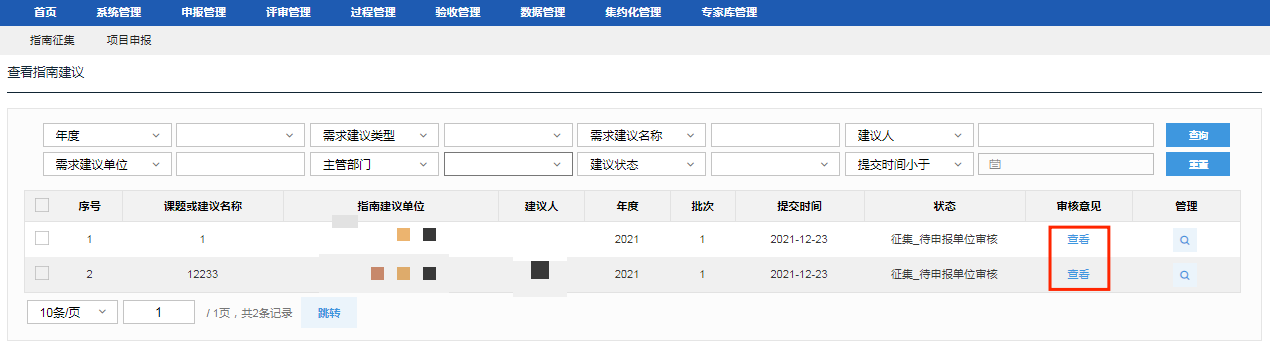 首页 系统管理 申报管理 评审管理 过程管理 验收管理 数据管理 集约化管理 专家库管理
指南征集 项目申报
查看指南建议
年度 需求建议类型 需求建议名称 建议人 查询
需求建议单位 主管部门 建议状态 提交时间小于 重置
序号 课题或建议名称 指南建议单位 建议人 年度 批次 提交时间 状态 审核意见 管理
1 1 2021 1 2021-12-23 征集_待申报单位审核 查看
2 12233 2021 1 2021-12-23 征集_待申报单位审核 查看
10条/页 1 / 1页，共2条记录 跳转